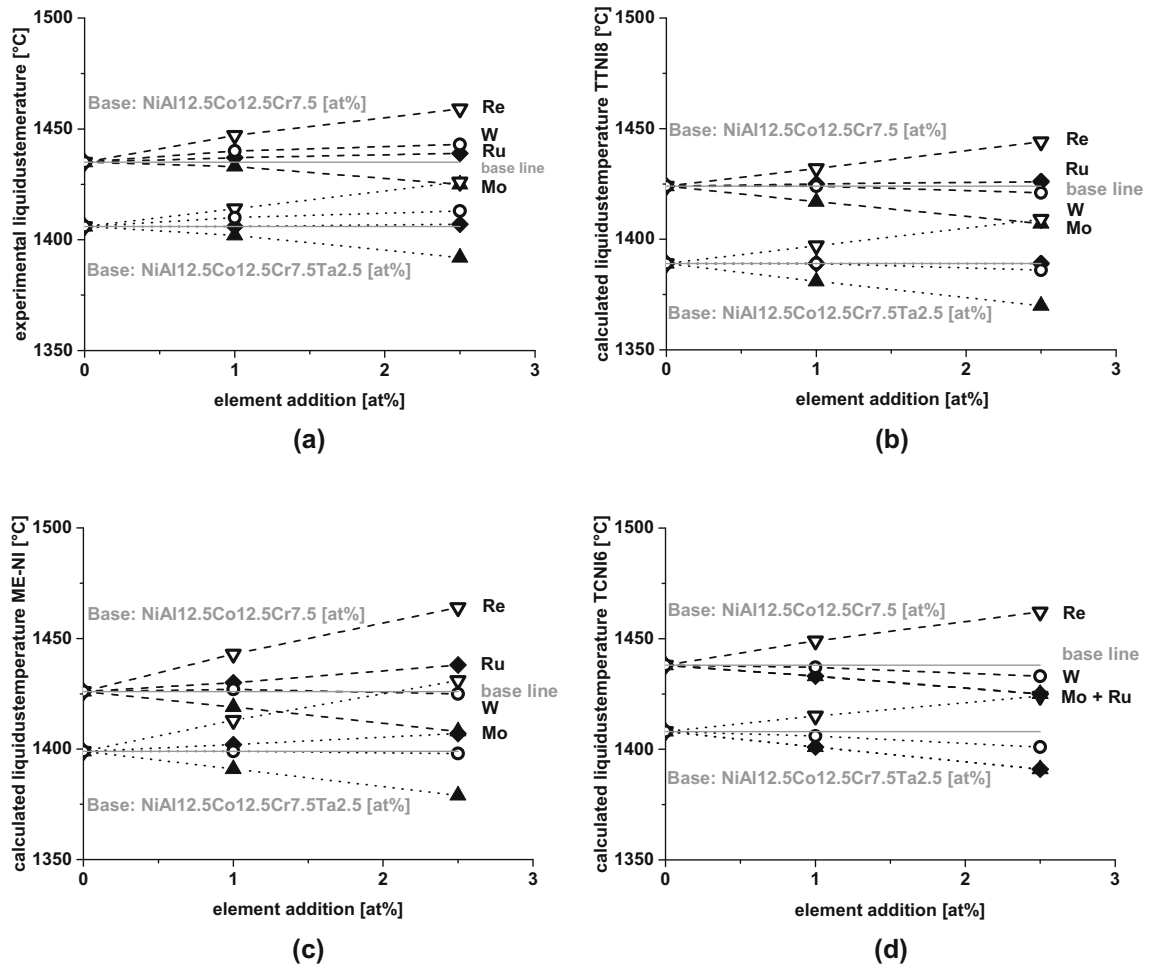 1500
1450
1400
1350
experimental liquidustemerature [°C]
Base: NiAl12.5Co12.5Cr7.5 [at%]
Re
W
Ru
base line
Mo
Base: NiAl12.5Co12.5Cr7.5Ta2.5 [at%]
0 1 2 3
element addition [at%]
(a)
1500
1450
1400
1350
calculated liquidustemperature TTNI8 [°C]
Base: NiAl12.5Co12.5Cr7.5 [at%]
Re
Ru
base line
W
Mo
Base: NiAl12.5Co12.5Cr7.5Ta2.5 [at%]
0 1 2 3
element addition [at%]
(b)
1500
1450
1400
1350
calculated liquidustemperature ME-NI [°C]
Base: NiAl12.5Co12.5Cr7.5 [at%]
Re
Ru
base line
W
Mo
Base: NiAl12.5Co12.5Cr7.5Ta2.5 [at%]
0 1 2 3
element addition [at%]
(c)
1500
1450
1400
1350
calculated liquidustemperature TCNI6 [°C]
Base: NiAl12.5Co12.5Cr7.5 [at%]
Re
base line
W
Mo + Ru
Base: NiAl12.5Co12.5Cr7.5Ta2.5 [at%]
0 1 2 3
element addition [at%]
(d)